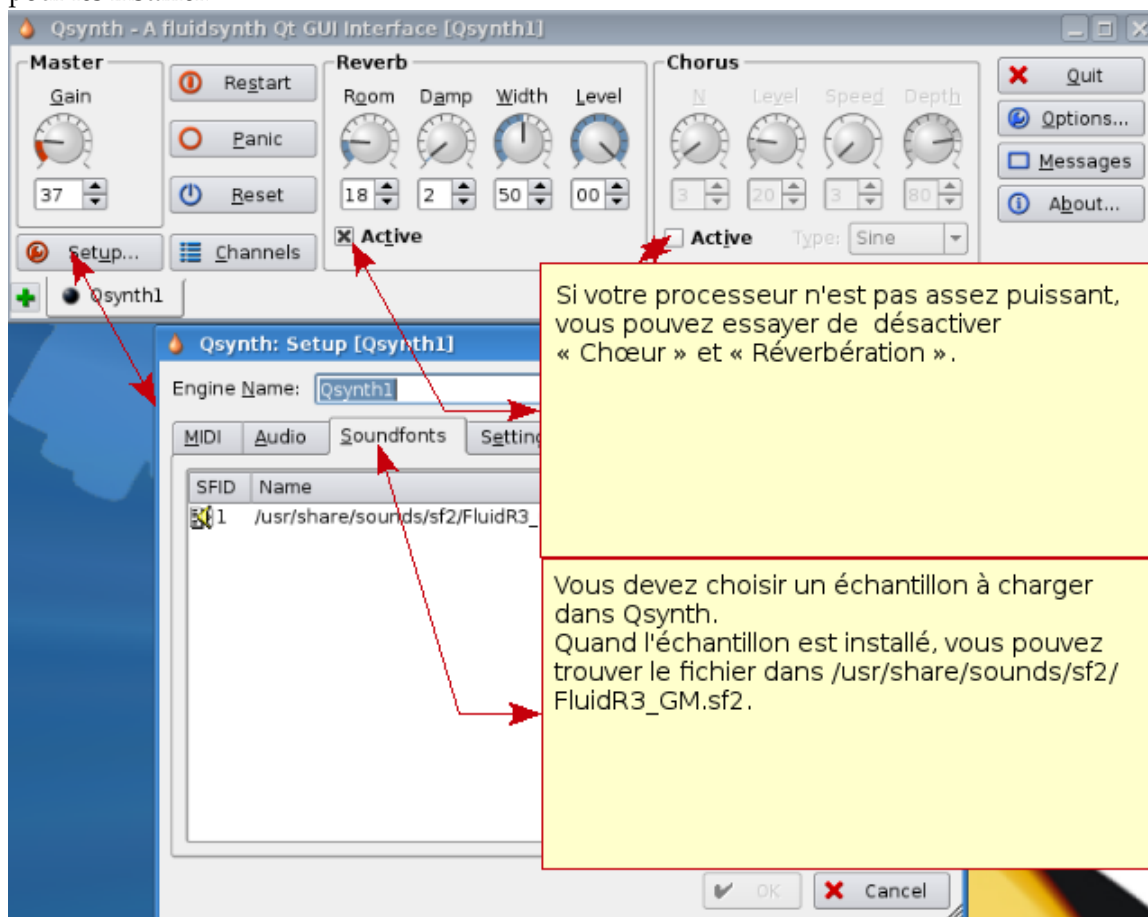 Qsynth - A fluidsynth Qt GUI Interface [Qsynth1]
Master
Reverb
Chorus
Gain
Restart
Room Damp Width Level
N Level Speed Depth
Quit
Options...
Panic
Messages
37
Reset
18 2 50 00
3 20 3 80
About...
Active
Active Type: Sine
Setup...
Channels
Qsynth1
Si votre processeur n'est pas assez puissant,
vous pouvez essayer de désactiver
« Chœur » et « Réverbération ».
Qsynth: Setup [Qsynth1]
Engine Name: Qsynth1
MIDI Audio Soundfonts
SFID Name
1 /usr/share/sounds/sf2/FluidR3_
Vous devez choisir un échantillon à charger
dans Qsynth.
Quand l'échantillon est installé, vous pouvez
trouver le fichier dans /usr/share/sounds/sf2/
FluidR3_GM.sf2.
OK Cancel